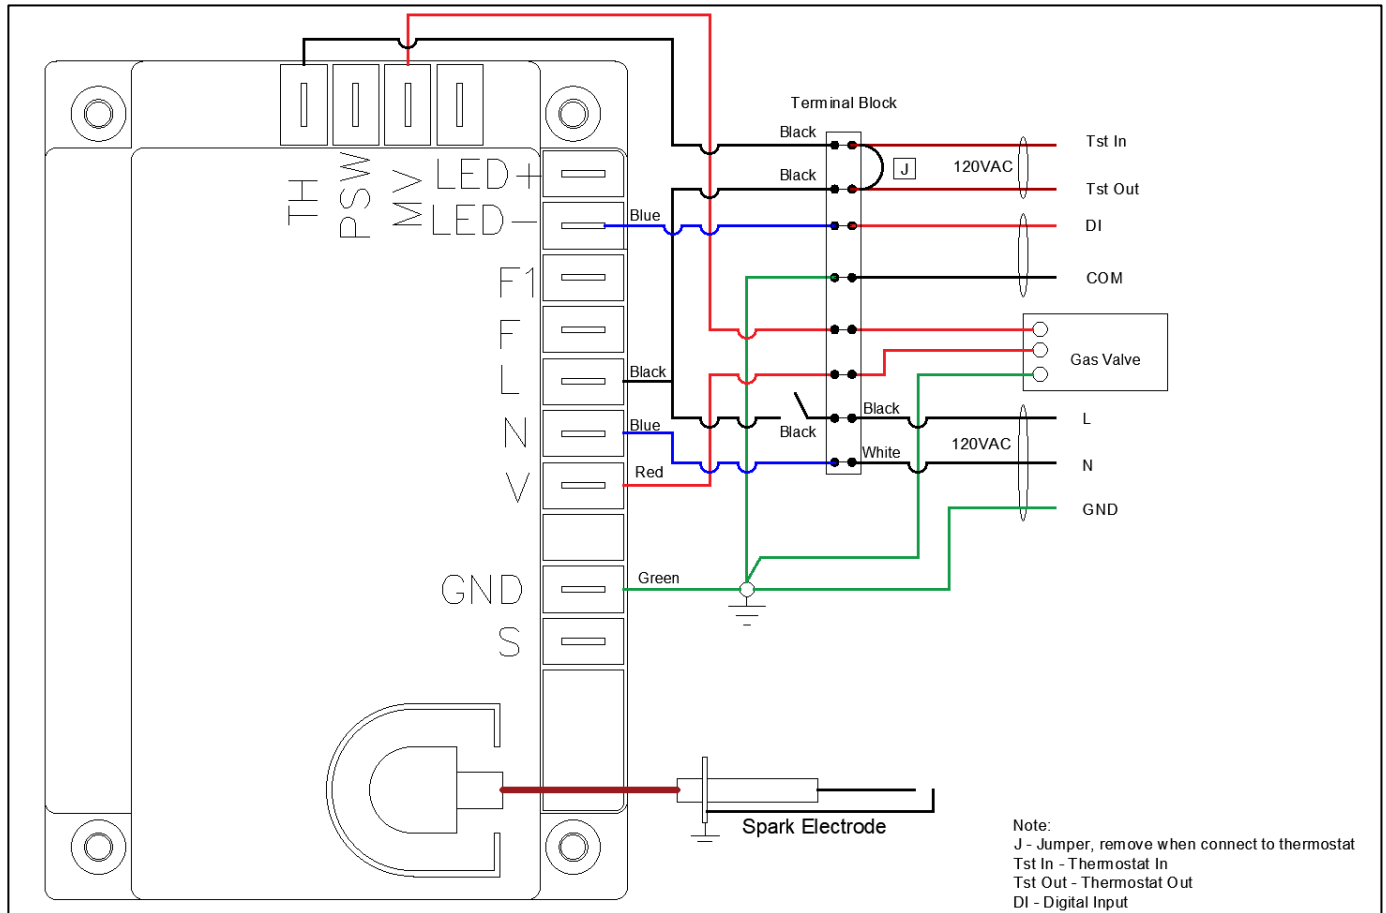 Terminal Block
Black
Tst In
J
120VAC
Black
Tst Out
TH
PSW
MV
LED+
LED-
Blue
DI
COM
F1
F
Gas Valve
L
Black
Black
L
N
Blue
Black
120VAC
White
N
V
Red
GND
GND
Green
S
Spark Electrode
Note:
J - Jumper, remove when connect to thermostat
Tst In - Thermostat In
Tst Out - Thermostat Out
DI - Digital Input